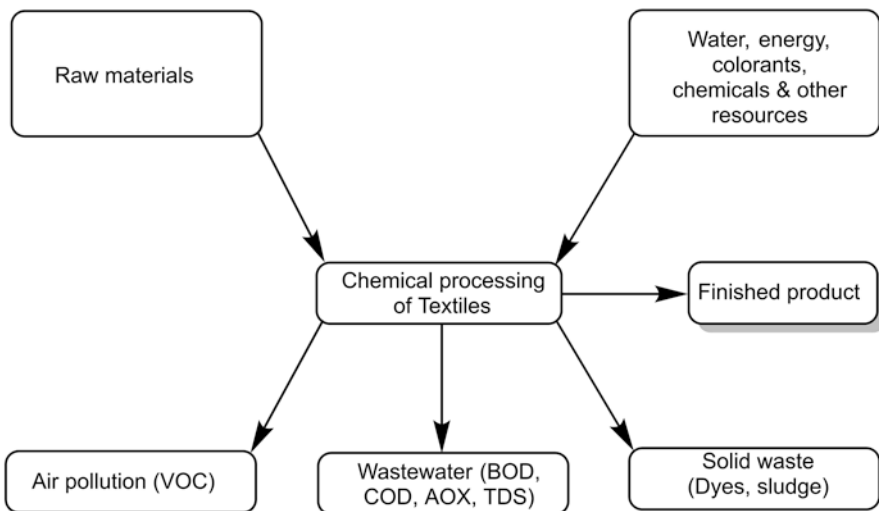 Raw materials
Water, energy,
colorants,
chemicals & other
resources
Chemical processing
of Textiles
Finished product
Air pollution (VOC)
Wastewater (BOD,
COD, AOX, TDS)
Solid waste
(Dyes, sludge)